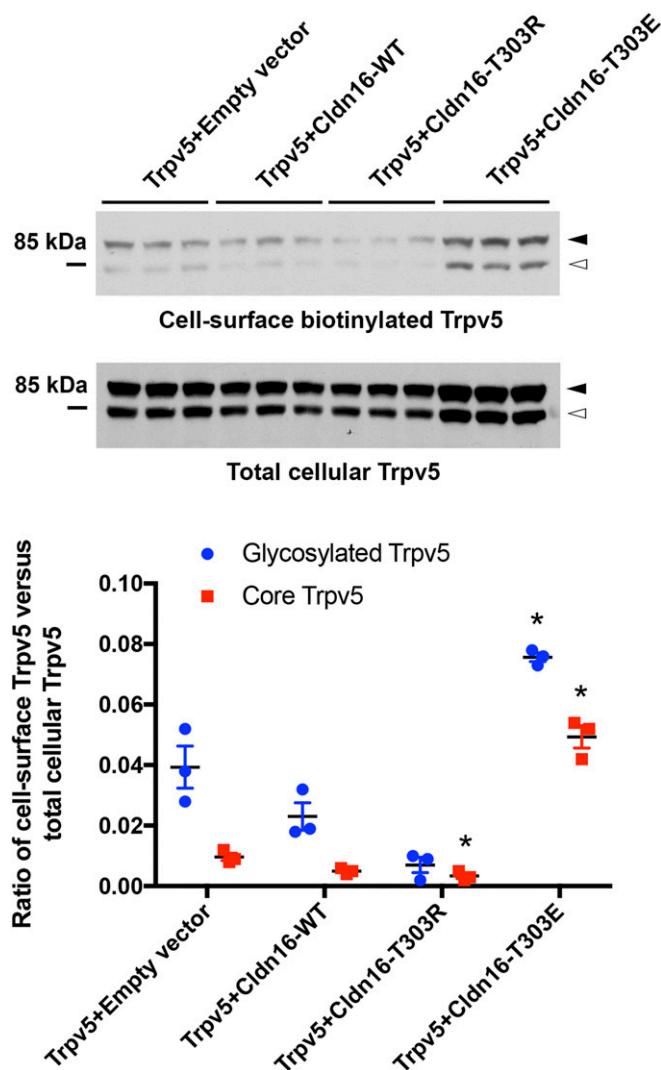 Trpv5+Empty vector
Trpv5+Cldn16-WT
Trpv5+Cldn16-T303R
Trpv5+Cldn16-T303E
85 kDa
Cell-surface biotinylated Trpv5
85 kDa
Total cellular Trpv5
Glycosylated Trpv5
Core Trpv5
Ratio of cell-surface Trpv5 versus
total cellular Trpv5
0.10
0.08
0.06
0.04
0.02
0.00
*
*
*
Trpv5+Empty vector
Trpv5+Cldn16-WT
Trpv5+Cldn16-T303R
Trpv5+Cldn16-T303E